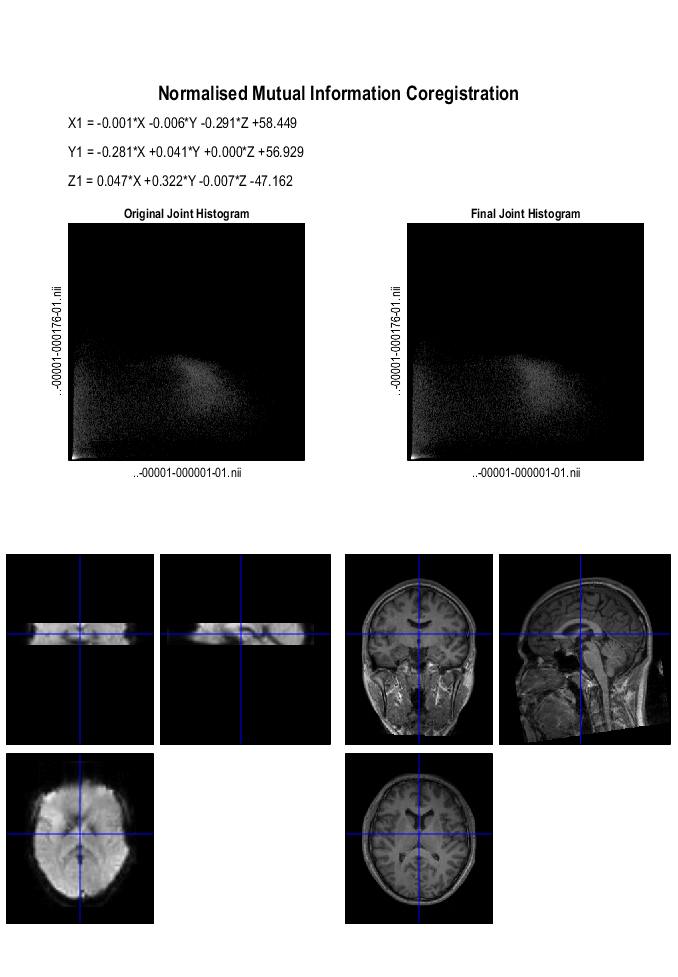 Normalised Mutual Information Coregistration
X1 = -0.001*X -0.006*Y -0.291*Z +58.449
Y1 = -0.281*X +0.041*Y +0.000*Z +56.929
Z1 = 0.047*X +0.322*Y -0.007*Z -47.162
Original Joint Histogram
..-00001-000176-01.nii
..-00001-000001-01.nii
Final Joint Histogram
..-00001-000176-01.nii
..-00001-000001-01.nii